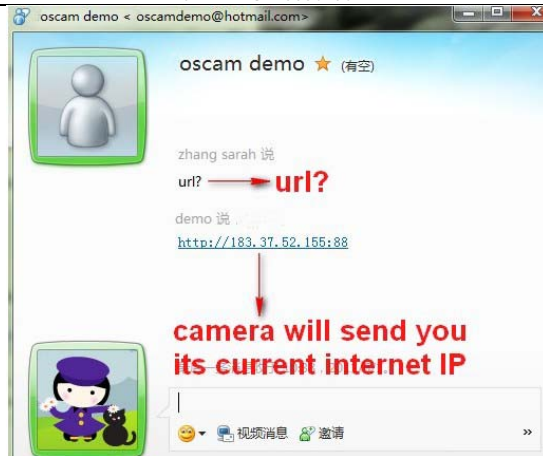 oscam demo < oscamdemo@hotmail.com>
oscam demo (有空)
zhang sarah 说
url? url?
demo 说
http://183.37.52.155:88
camera will send you
its current internet IP
视频消息 邀请